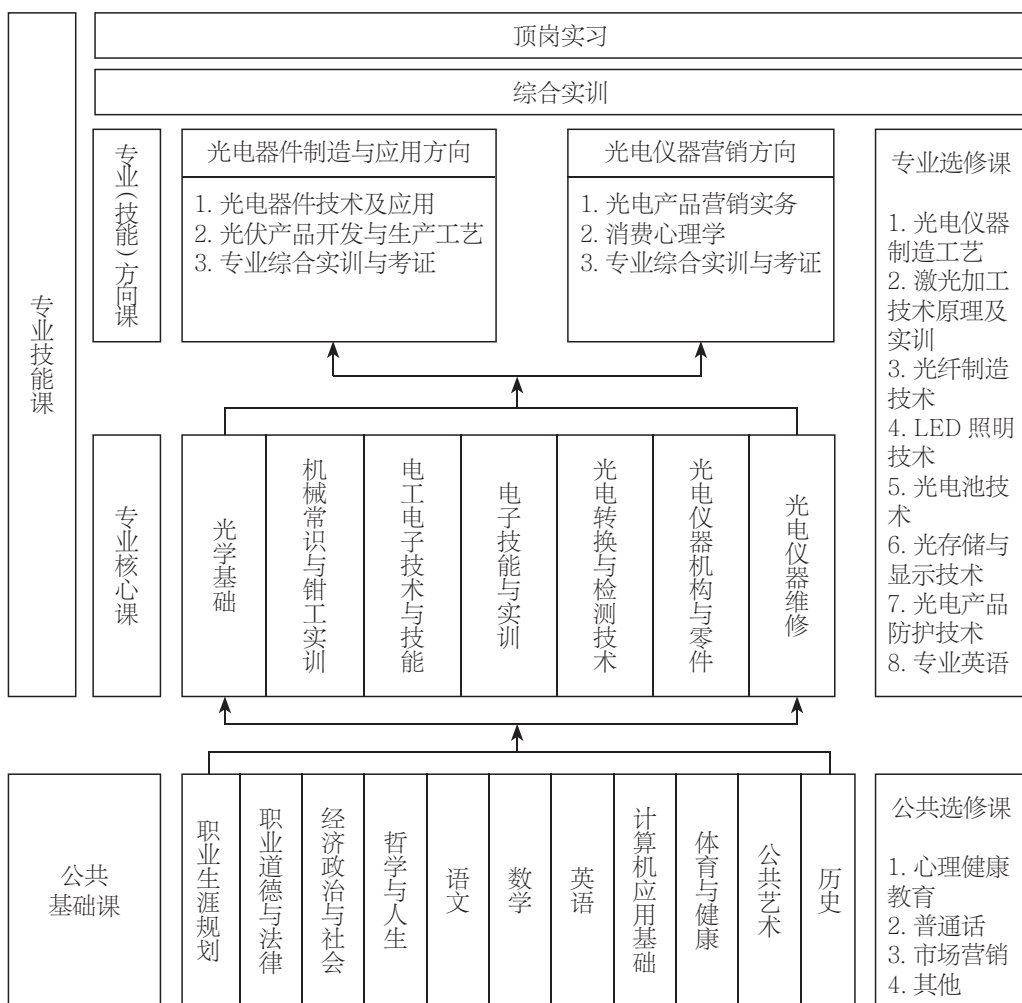 顶岗实习
综合实训
专业技能课
专业(技能)方向课
光电器件制造与应用方向
1. 光电器件技术及应用
2. 光伏产品开发与生产工艺
3. 专业综合实训与考证
光电仪器营销方向
1. 光电产品营销实务
2. 消费心理学
3. 专业综合实训与考证
专业选修课
1. 光电仪器
制造工艺
2. 激光加工
技术原理及
实训
3. 光纤制造
技术
4. LED 照明
技术
5. 光电池技
术
6. 光存储与
显示技术
7. 光电产品
防护技术
8. 专业英语
专业核心课
光学基础
机械常识与钳工实训
电工电子技术与技能
电子技能与实训
光电转换与检测技术
光电仪器机构与零件
光电仪器维修
公共
基础课
职业生涯规划
职业道德与法律
经济政治与社会
哲学与人生
语文
数学
英语
计算机应用基础
体育与健康
公共艺术
历史
公共选修课
1. 心理健康
教育
2. 普通话
3. 市场营销
4. 其他